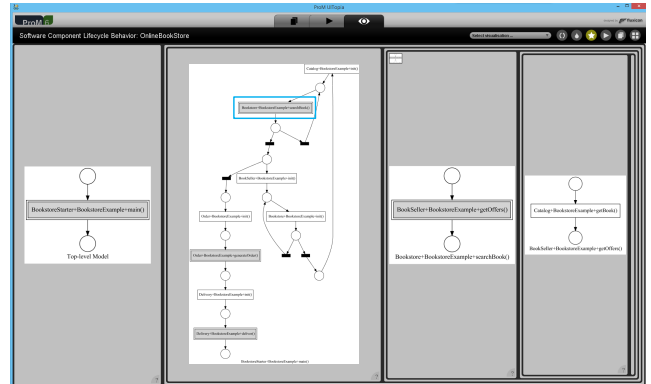 ProM UITopia
ProM 6
Software Component Lifecycle Behavior: OnlineBookStore
Select visualisation ...
BookstoreStarter+BookstoreExample+main()
Top-level Model
Catalog+BookstoreExample+init()
Bookstore+BookstoreExample+searchBook()
BookSeller+BookstoreExample+init()
Order+BookstoreExample+init()
Bookstore+BookstoreExample+init()
Order+BookstoreExample+generateOrder()
Delivery+BookstoreExample+init()
Delivery+BookstoreExample+deliver()
BookstoreStarter+BookstoreExample+main()
BookSeller+BookstoreExample+getOffers()
Bookstore+BookstoreExample+searchBook()
Catalog+BookstoreExample+getBook()
BookSeller+BookstoreExample+getOffers()